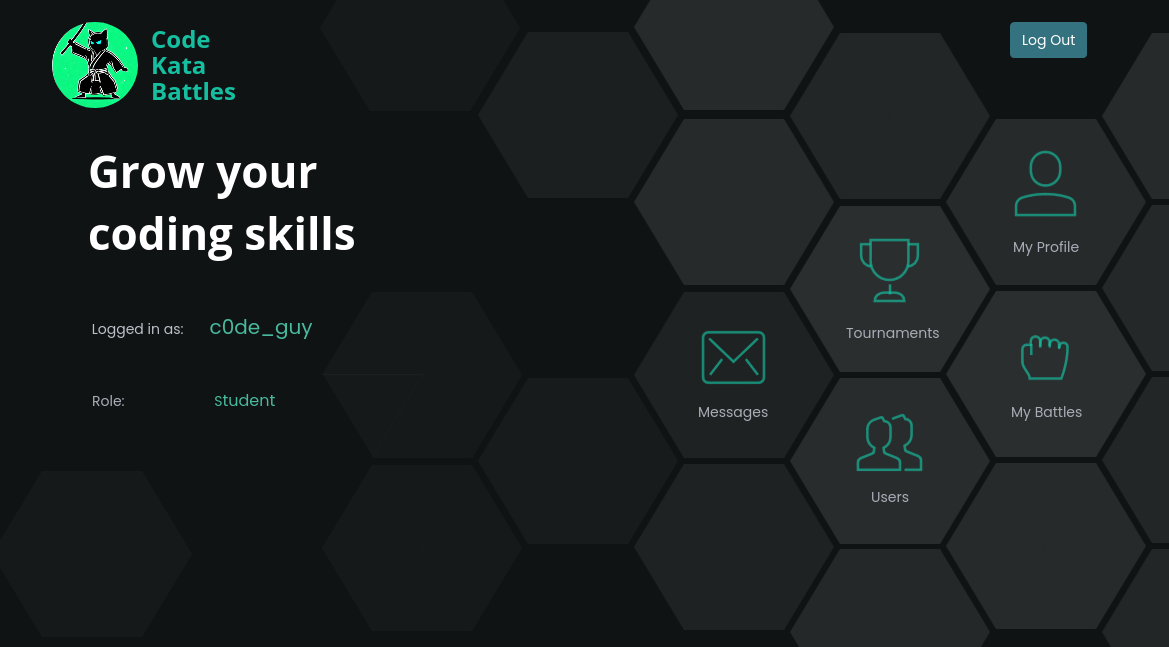 Code
Kata
Battles
Log Out
Grow your
coding skills
Logged in as: c0de_guy
Role: Student
My Profile
Tournaments
Messages
My Battles
Users